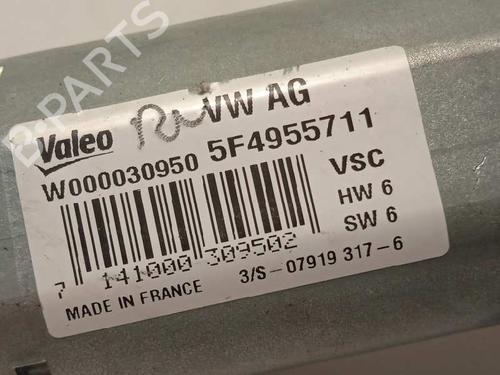 Valeo VW AG
W000030950 5F4955711
VSC
HW 6
SW 6
7 141000 309502
3/S-07919 317-6
MADE IN FRANCE
B-PARTS